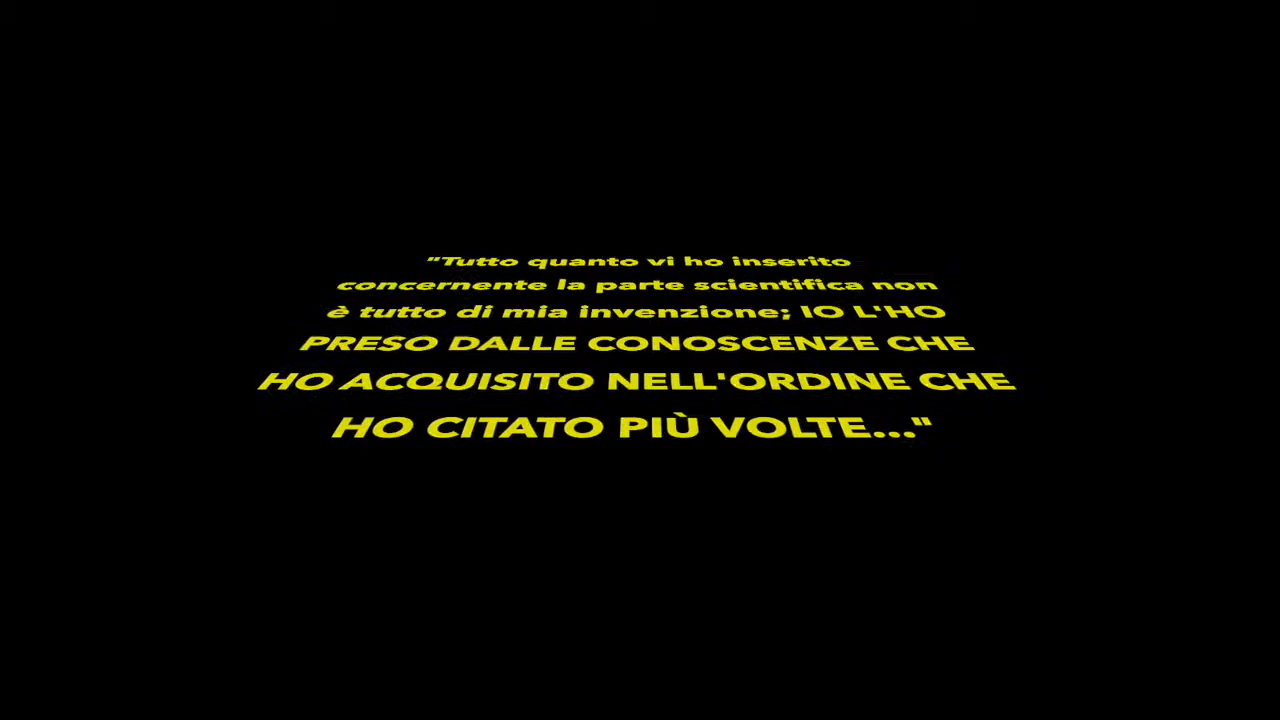 "Tutto quanto vi ho inserito
concernente la parte scientifica non
è tutto di mia invenzione; IO L'HO
PRESO DALLE CONOSCENZE CHE
HO ACQUISITO NELL'ORDINE CHE
HO CITATO PIÙ VOLTE..."